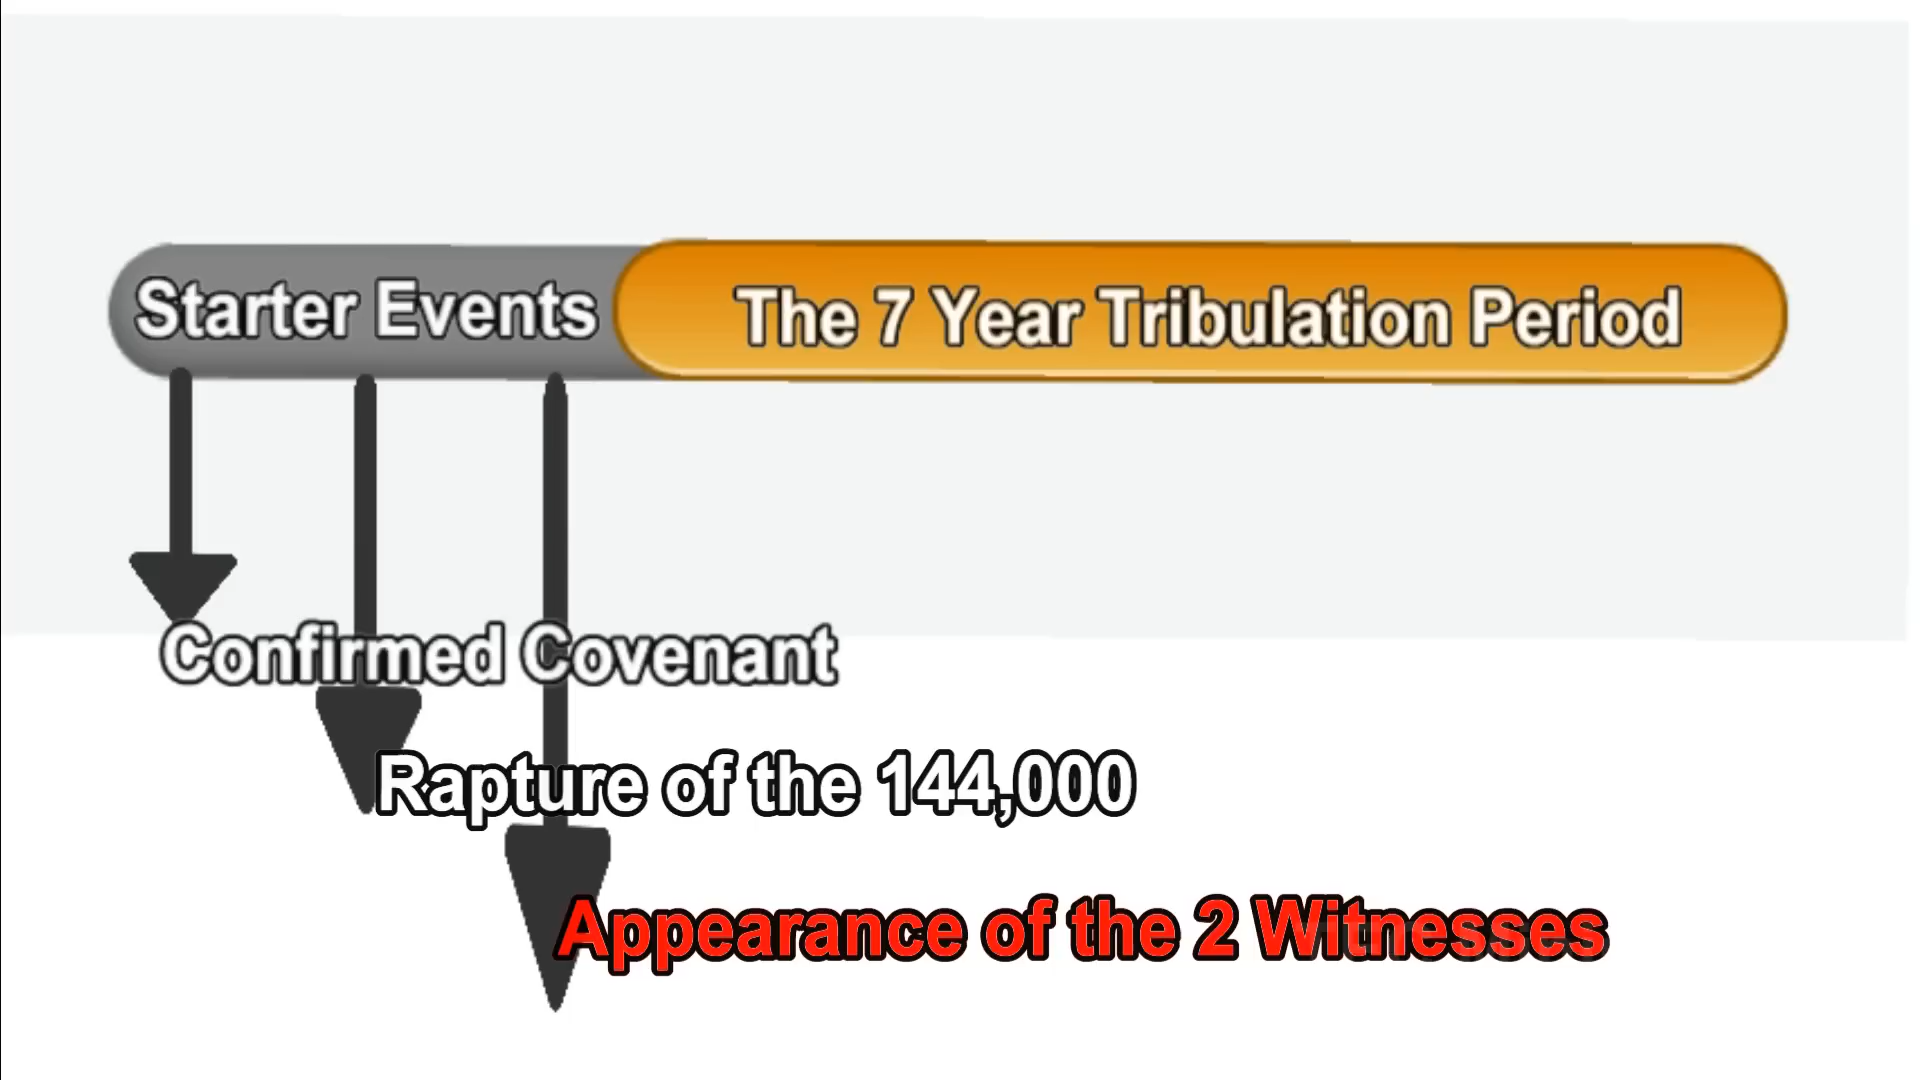 Starter Events
The 7 Year Tribulation Period
Confirmed Covenant
Rapture of the 144,000
Appearance of the 2 Witnesses